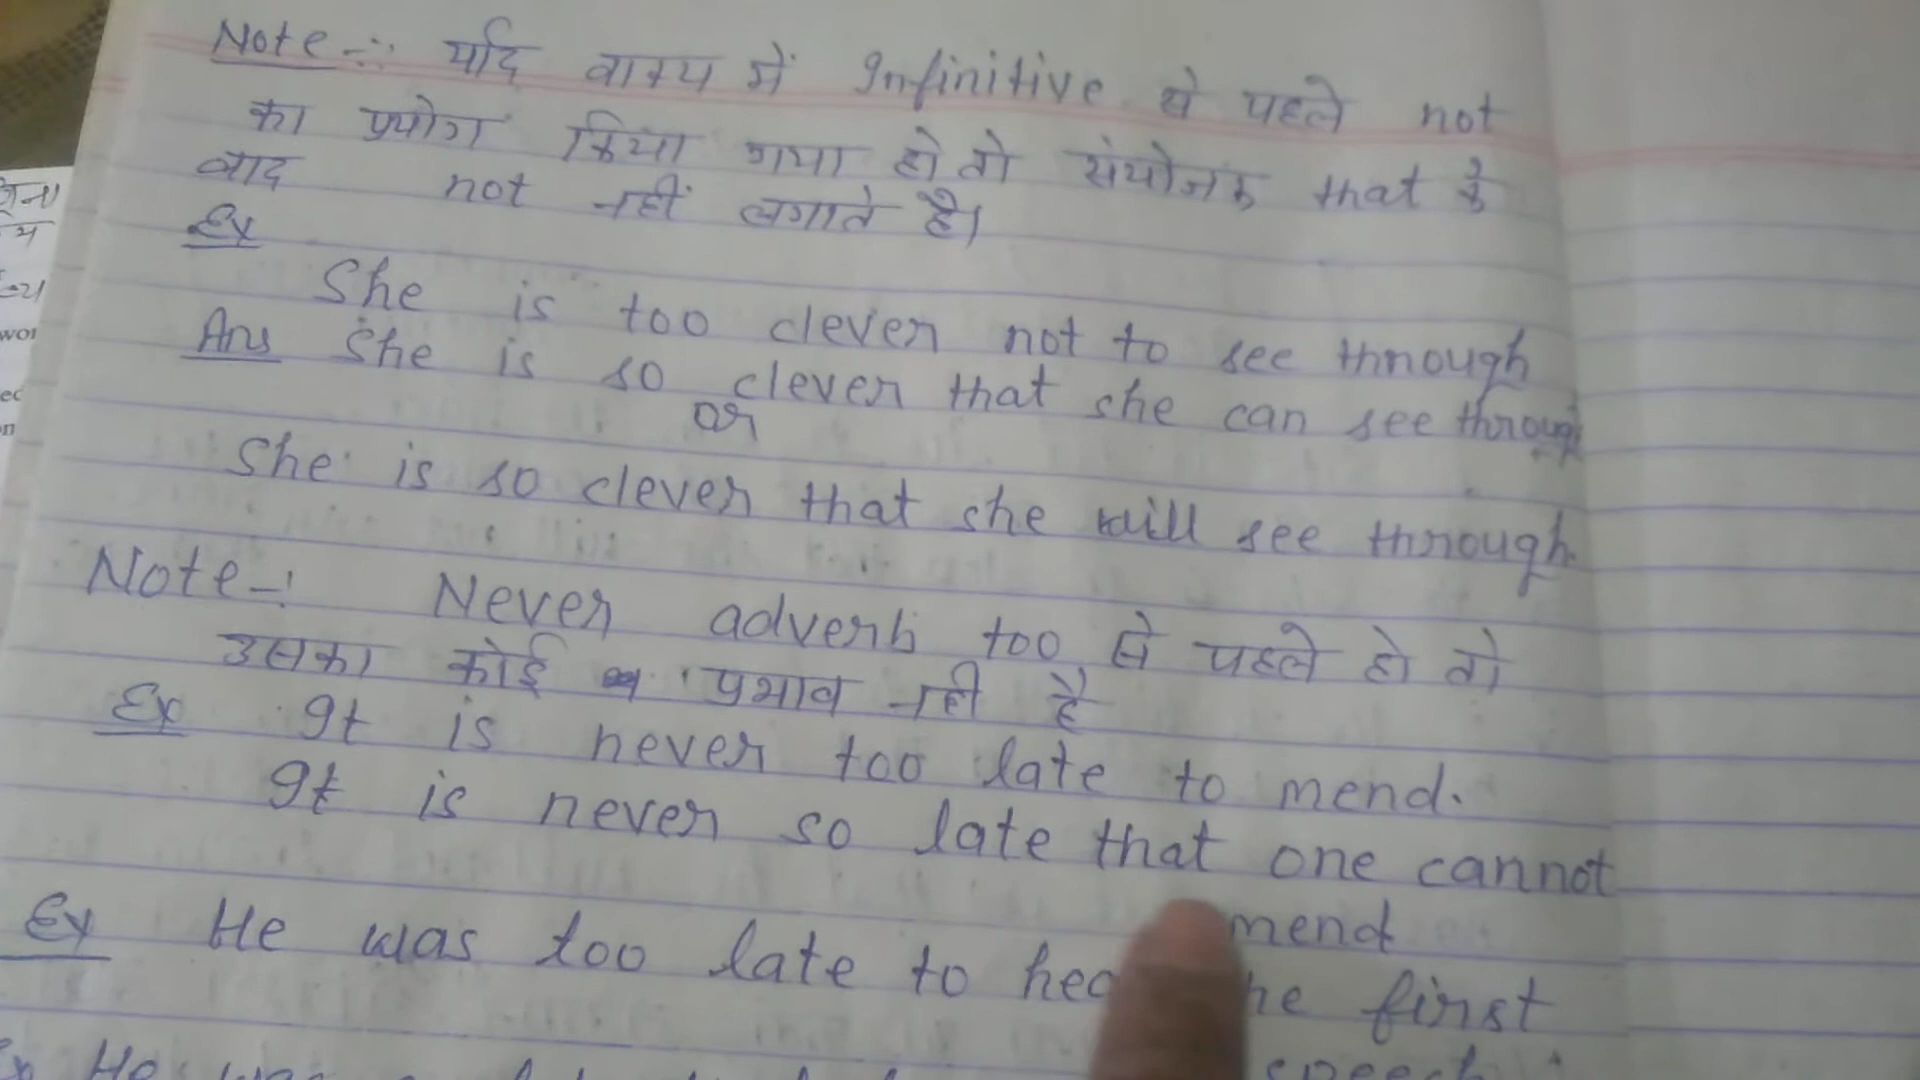 Note -: यदि वाक्य में Infinitive से पहले not
का प्रयोग किया गया हो तो संयोजक that के
बाद not नहीं लगाते है।
Ex
She is too clever not to see through
Ans She is so clever that she can see through
or
She is so clever that she will see through
Note -: Never adverb too से पहले हो तो
उसका कोई प्रभाव नही है
Ex It is never too late to mend.
It is never so late that one cannot
mend
Ex He was too late to first
speech
wor